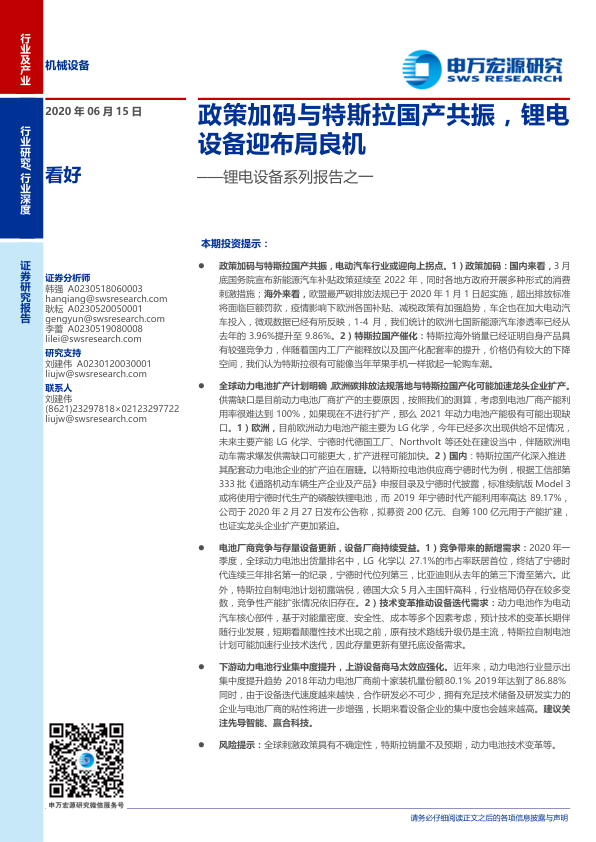 行业及产业
行业研究/行业深度
证券研究报告
机械设备
申万宏源研究
SWS RESEARCH
2020 年 06 月 15 日
看好
政策加码与特斯拉国产共振，锂电
设备迎布局良机
——锂电设备系列报告之一
证券分析师
韩强 A0230518060003
hanqiang@swsresearch.com
耿耘 A0230520050001
gengyun@swsresearch.com
李蕾 A0230519080008
lilei@swsresearch.com
研究支持
刘建伟 A0230120030001
liujw@swsresearch.com
联系人
刘建伟
(8621)23297818×02123297722
liujw@swsresearch.com
本期投资提示：
● 政策加码与特斯拉国产共振，电动汽车行业或迎向上拐点。1）政策加码：国内来看，3 月
底国务院宣布新能源汽车补贴政策延续至 2022 年，同时各地方政府开展多种形式的消费
刺激措施；海外来看，欧盟最严碳排放法规已于 2020 年 1 月 1 日起实施，超出排放标准
将面临巨额罚款，疫情影响下欧洲各国补贴、减税政策有加强趋势，车企也在加大电动汽
车投入，微观数据已经有所反映，1-4 月，我们统计的欧洲七国新能源汽车渗透率已经从
去年的 3.96%提升至 9.86%。2）特斯拉国产催化：特斯拉海外销量已经证明自身产品具
有较强竞争力，伴随着国内工厂产能释放以及国产化配套率的提升，价格仍有较大的下降
空间，我们认为特斯拉很有可能像当年苹果手机一样掀起一轮购车潮。
● 全球动力电池扩产计划明确，欧洲碳排放法规落地与特斯拉国产化可能加速龙头企业扩产。
供需缺口是目前动力电池厂商扩产的主要原因，按照我们的测算，考虑到电池厂商产能利
用率很难达到 100%，如果现在不进行扩产，那么 2021 年动力电池产能极有可能出现缺
口。1）欧洲，目前欧洲动力电池产能主要为 LG 化学，今年已经多次出现供给不足情况，
未来主要产能 LG 化学、宁德时代德国工厂、Northvolt 等还处在建设当中，伴随欧洲电
动车需求爆发供需缺口可能更大，扩产进程可能加快。2）国内：特斯拉国产化深入推进，
其配套动力电池企业的扩产迫在眉睫。以特斯拉电池供应商宁德时代为例，根据工信部第
333 批《道路机动车辆生产企业及产品》申报目录及宁德时代披露，标准续航版 Model 3
或将使用宁德时代生产的磷酸铁锂电池，而 2019 年宁德时代产能利用率高达 89.17%，
公司于 2020 年 2 月 27 日发布公告称，拟募资 200 亿元、自筹 100 亿元用于产能扩建，
也证实龙头企业扩产更加紧迫。
● 电池厂商竞争与存量设备更新，设备厂商持续受益。1）竞争带来的新增需求：2020 年一
季度，全球动力电池出货量排名中，LG 化学以 27.1%的市占率跃居首位，终结了宁德时
代连续三年排名第一的纪录，宁德时代位列第三，比亚迪则从去年的第三下滑至第六。此
外，特斯拉自制电池计划初露端倪，德国大众 5 月入主国轩高科，行业格局仍存在较多变
数，竞争性产能扩张情况依旧存在。2）技术变革推动设备迭代需求：动力电池作为电动
汽车核心部件，基于对能量密度、安全性、成本等多个因素考虑，预计技术的变革长期伴
随行业发展，短期看颠覆性技术出现之前，原有技术路线升级仍是主流，特斯拉自制电池
计划可能加速行业技术迭代，因此存量更新有望托底设备需求。
● 下游动力电池行业集中度提升，上游设备商马太效应强化。近年来，动力电池行业显示出
集中度提升趋势，2018年动力电池厂商前十家装机量份额80.1%，2019年达到了86.88%，
同时，由于设备迭代速度越来越快，合作研发必不可少，拥有充足技术储备及研发实力的
企业与电池厂商的粘性将进一步增强，长期来看设备企业的集中度也会越来越高。建议关
注先导智能、赢合科技。
● 风险提示：全球刺激政策具有不确定性，特斯拉销量不及预期，动力电池技术变革等。
申万宏源研究微信服务号
请务必仔细阅读正文之后的各项信息披露与声明